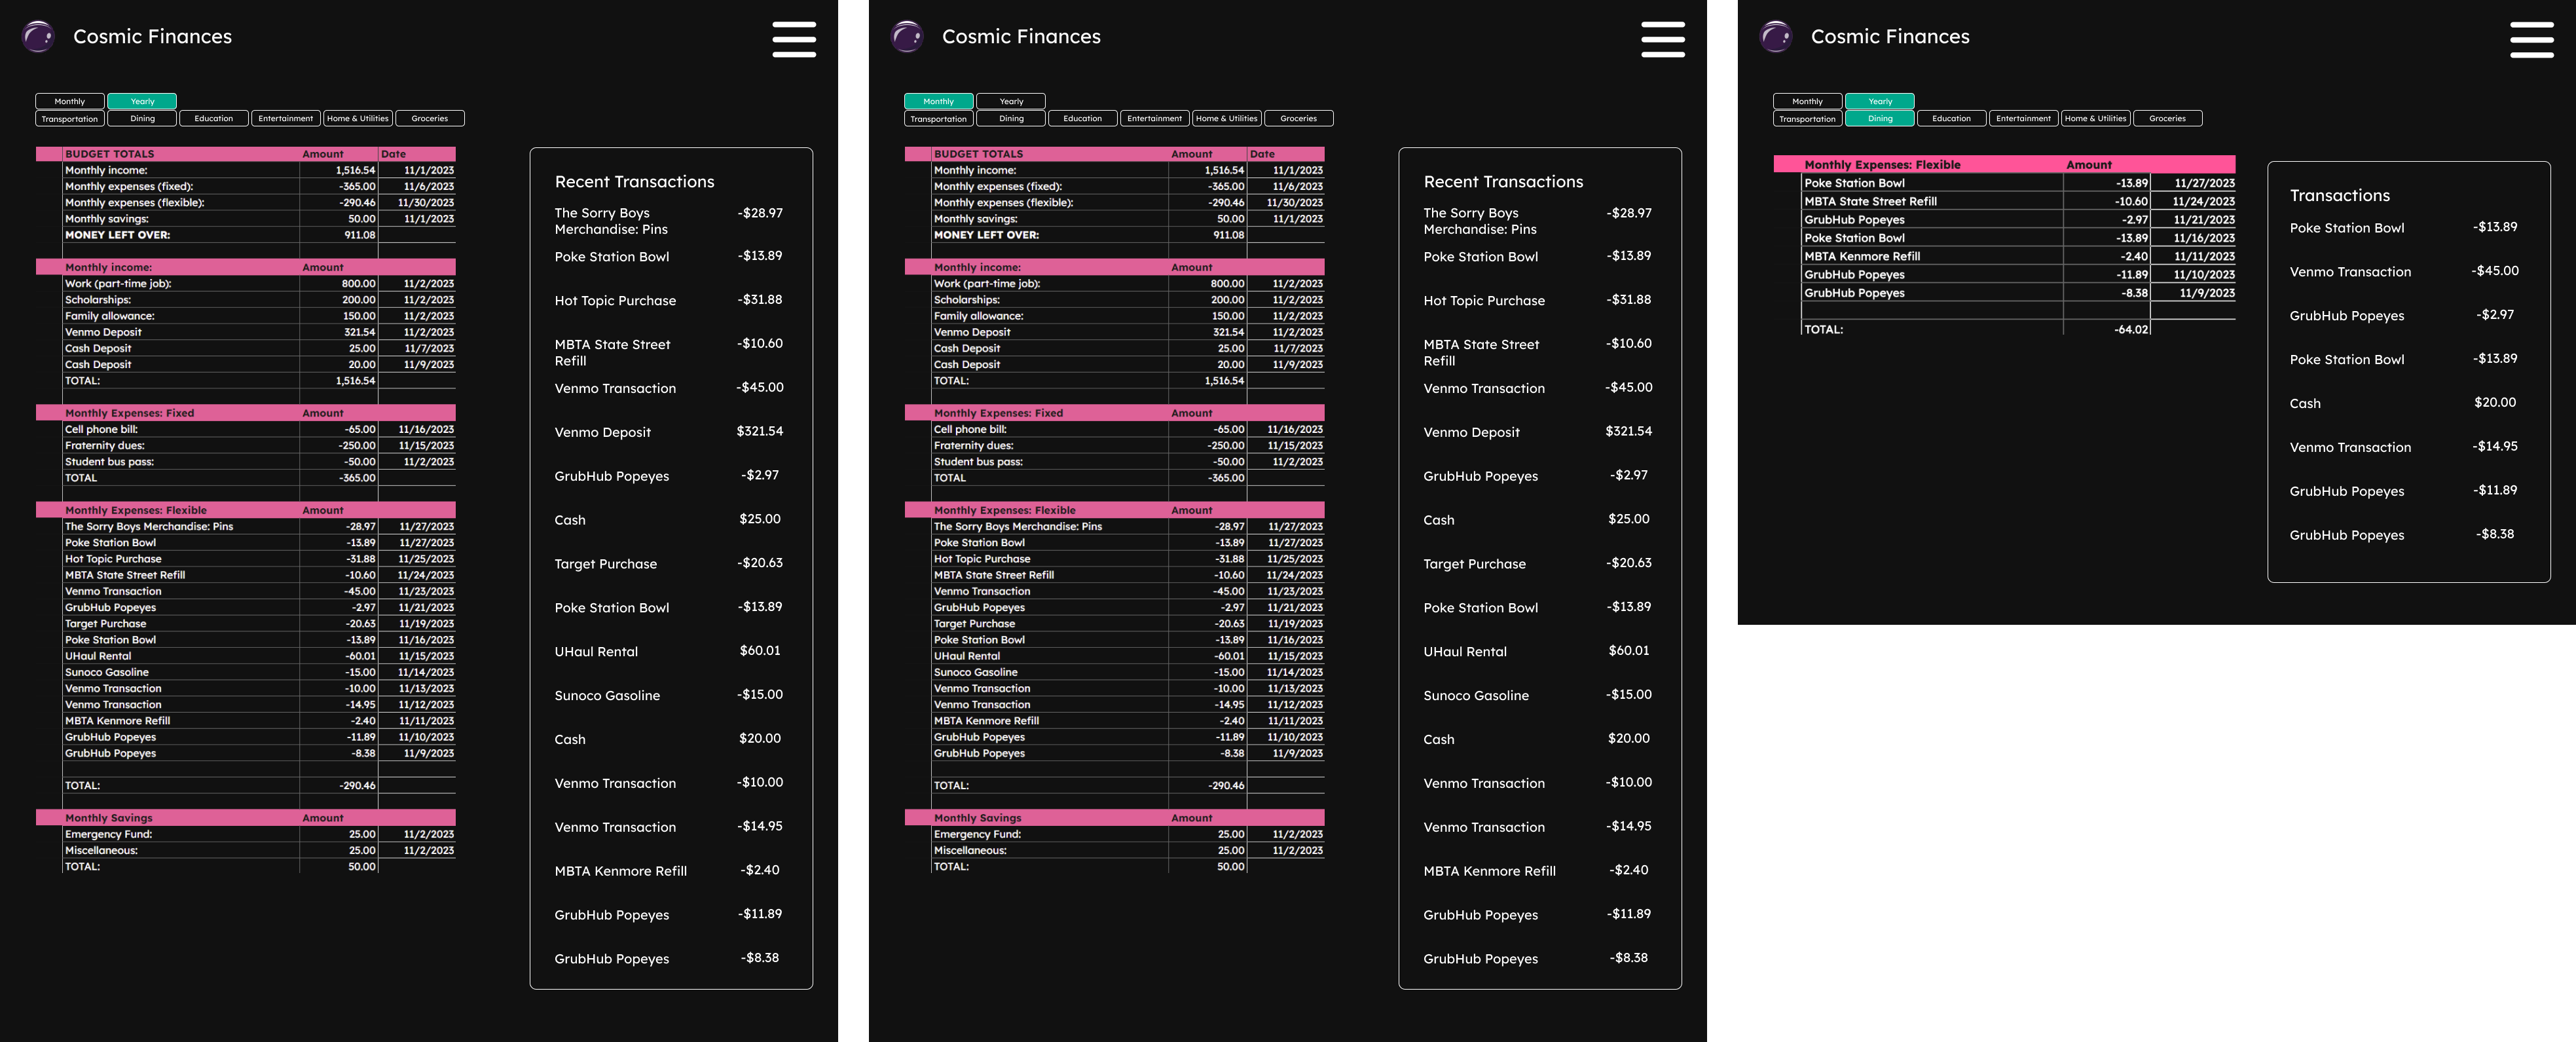 Cosmic Finances
Monthly Yearly
Transportation Dining Education Entertainment Home & Utilities Groceries
BUDGET TOTALS Amount Date
Monthly income: 1,516.54 11/1/2023
Monthly expenses (fixed): -365.00 11/6/2023
Monthly expenses (flexible): -290.46 11/30/2023
Monthly savings: 50.00 11/1/2023
MONEY LEFT OVER: 911.08
Monthly income: Amount
Work (part-time job): 800.00 11/2/2023
Scholarships: 200.00 11/2/2023
Family allowance: 150.00 11/2/2023
Venmo Deposit 321.54 11/2/2023
Cash Deposit 25.00 11/7/2023
Cash Deposit 20.00 11/9/2023
TOTAL: 1,516.54
Monthly Expenses: Fixed Amount
Cell phone bill: -65.00 11/16/2023
Fraternity dues: -250.00 11/15/2023
Student bus pass: -50.00 11/2/2023
TOTAL -365.00
Monthly Expenses: Flexible Amount
The Sorry Boys Merchandise: Pins -28.97 11/27/2023
Poke Station Bowl -13.89 11/27/2023
Hot Topic Purchase -31.88 11/25/2023
MBTA State Street Refill -10.60 11/24/2023
Venmo Transaction -45.00 11/23/2023
GrubHub Popeyes -2.97 11/21/2023
Target Purchase -20.63 11/19/2023
Poke Station Bowl -13.89 11/16/2023
UHaul Rental -60.01 11/15/2023
Sunoco Gasoline -15.00 11/14/2023
Venmo Transaction -10.00 11/13/2023
Venmo Transaction -14.95 11/12/2023
MBTA Kenmore Refill -2.40 11/11/2023
GrubHub Popeyes -11.89 11/10/2023
GrubHub Popeyes -8.38 11/9/2023
TOTAL: -290.46
Monthly Savings Amount
Emergency Fund: 25.00 11/2/2023
Miscellaneous: 25.00 11/2/2023
TOTAL: 50.00
Recent Transactions
The Sorry Boys -$28.97
Merchandise: Pins
Poke Station Bowl -$13.89
Hot Topic Purchase -$31.88
MBTA State Street -$10.60
Refill
Venmo Transaction -$45.00
Venmo Deposit $321.54
GrubHub Popeyes -$2.97
Cash $25.00
Target Purchase -$20.63
Poke Station Bowl -$13.89
UHaul Rental $60.01
Sunoco Gasoline -$15.00
Cash $20.00
Venmo Transaction -$10.00
Venmo Transaction -$14.95
MBTA Kenmore Refill -$2.40
GrubHub Popeyes -$11.89
GrubHub Popeyes -$8.38
Cosmic Finances
Monthly Yearly
Transportation Dining Education Entertainment Home & Utilities Groceries
BUDGET TOTALS Amount Date
Monthly income: 1,516.54 11/1/2023
Monthly expenses (fixed): -365.00 11/6/2023
Monthly expenses (flexible): -290.46 11/30/2023
Monthly savings: 50.00 11/1/2023
MONEY LEFT OVER: 911.08
Monthly income: Amount
Work (part-time job): 800.00 11/2/2023
Scholarships: 200.00 11/2/2023
Family allowance: 150.00 11/2/2023
Venmo Deposit 321.54 11/2/2023
Cash Deposit 25.00 11/7/2023
Cash Deposit 20.00 11/9/2023
TOTAL: 1,516.54
Monthly Expenses: Fixed Amount
Cell phone bill: -65.00 11/16/2023
Fraternity dues: -250.00 11/15/2023
Student bus pass: -50.00 11/2/2023
TOTAL -365.00
Monthly Expenses: Flexible Amount
The Sorry Boys Merchandise: Pins -28.97 11/27/2023
Poke Station Bowl -13.89 11/27/2023
Hot Topic Purchase -31.88 11/25/2023
MBTA State Street Refill -10.60 11/24/2023
Venmo Transaction -45.00 11/23/2023
GrubHub Popeyes -2.97 11/21/2023
Target Purchase -20.63 11/19/2023
Poke Station Bowl -13.89 11/16/2023
UHaul Rental -60.01 11/15/2023
Sunoco Gasoline -15.00 11/14/2023
Venmo Transaction -10.00 11/13/2023
Venmo Transaction -14.95 11/12/2023
MBTA Kenmore Refill -2.40 11/11/2023
GrubHub Popeyes -11.89 11/10/2023
GrubHub Popeyes -8.38 11/9/2023
TOTAL: -290.46
Monthly Savings Amount
Emergency Fund: 25.00 11/2/2023
Miscellaneous: 25.00 11/2/2023
TOTAL: 50.00
Recent Transactions
The Sorry Boys -$28.97
Merchandise: Pins
Poke Station Bowl -$13.89
Hot Topic Purchase -$31.88
MBTA State Street -$10.60
Refill
Venmo Transaction -$45.00
Venmo Deposit $321.54
GrubHub Popeyes -$2.97
Cash $25.00
Target Purchase -$20.63
Poke Station Bowl -$13.89
UHaul Rental $60.01
Sunoco Gasoline -$15.00
Cash $20.00
Venmo Transaction -$10.00
Venmo Transaction -$14.95
MBTA Kenmore Refill -$2.40
GrubHub Popeyes -$11.89
GrubHub Popeyes -$8.38
Cosmic Finances
Monthly Yearly
Transportation Dining Education Entertainment Home & Utilities Groceries
Monthly Expenses: Flexible Amount
Poke Station Bowl -13.89 11/27/2023
MBTA State Street Refill -10.60 11/24/2023
GrubHub Popeyes -2.97 11/21/2023
Poke Station Bowl -13.89 11/16/2023
MBTA Kenmore Refill -2.40 11/11/2023
GrubHub Popeyes -11.89 11/10/2023
GrubHub Popeyes -8.38 11/9/2023
TOTAL: -64.02
Transactions
Poke Station Bowl -$13.89
Venmo Transaction -$45.00
GrubHub Popeyes -$2.97
Poke Station Bowl -$13.89
Cash $20.00
Venmo Transaction -$14.95
GrubHub Popeyes -$11.89
GrubHub Popeyes -$8.38